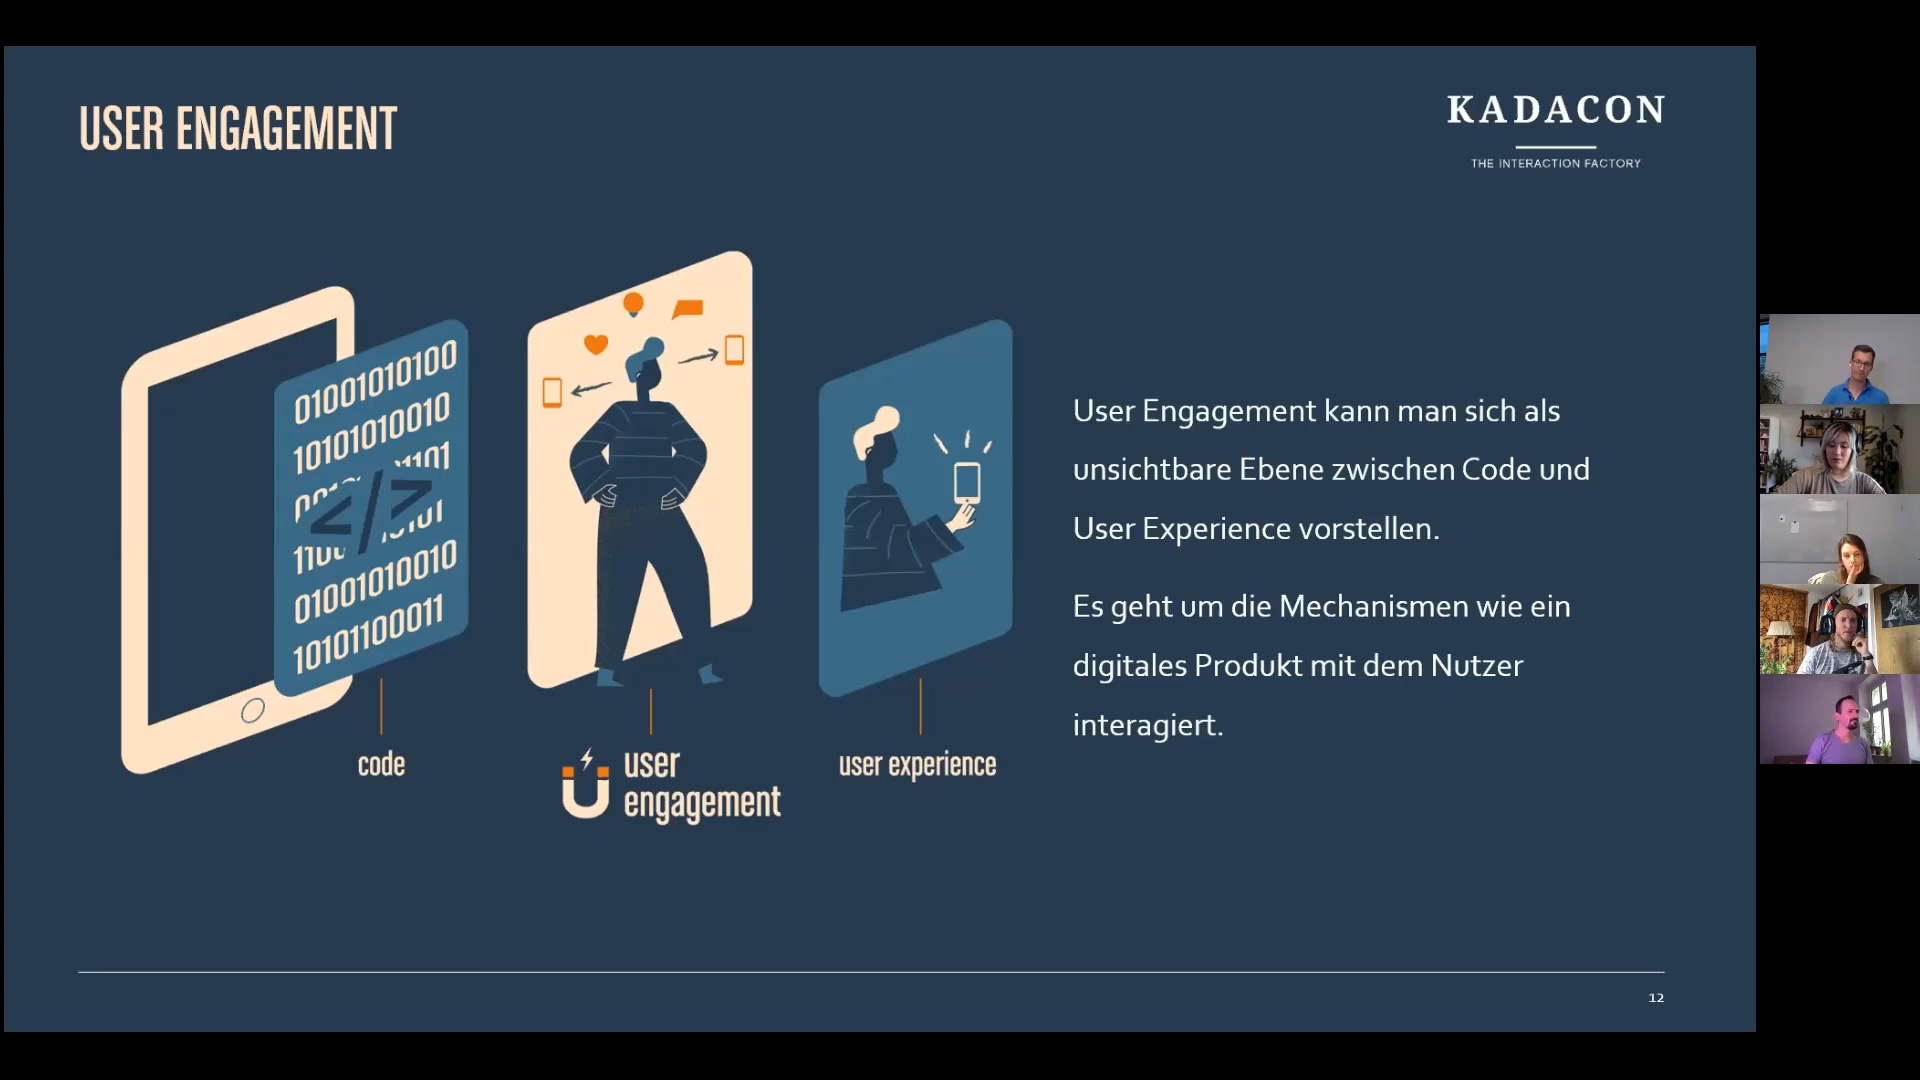 USER ENGAGEMENT
KADACON
THE INTERACTION FACTORY
01001010100
10101010010
01001010010
10101100011
</>
code
user
engagement
user experience
User Engagement kann man sich als
unsichtbare Ebene zwischen Code und
User Experience vorstellen.
Es geht um die Mechanismen wie ein
digitales Produkt mit dem Nutzer
interagiert.
12